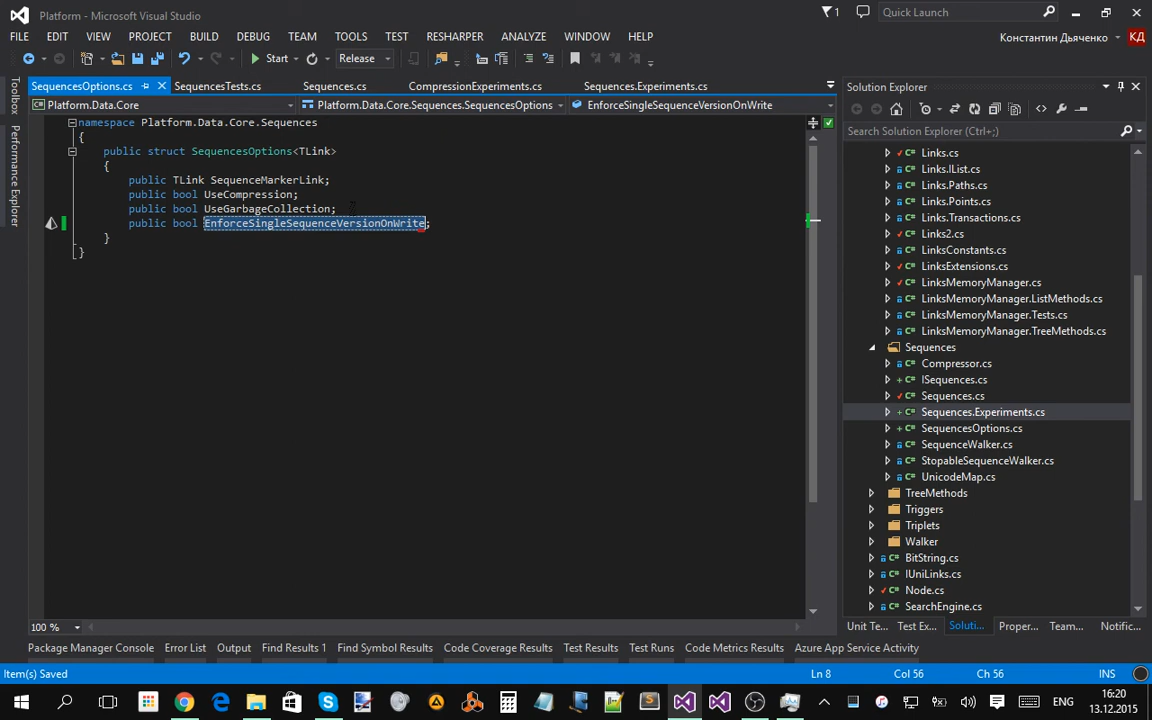 Platform - Microsoft Visual Studio
1
Quick Launch
FILE EDIT VIEW PROJECT BUILD DEBUG TEAM TOOLS TEST RESHARPER ANALYZE WINDOW HELP
Константин Дьяченко КД
Start Release
SequencesOptions.cs SequencesTests.cs Sequences.cs CompressionExperiments.cs Sequences.Experiments.cs
Platform.Data.Core Platform.Data.Core.Sequences.SequencesOptions EnforceSingleSequenceVersionOnWrite
Toolbox
Performance Explorer
namespace Platform.Data.Core.Sequences
{
public struct SequencesOptions<TLink>
{
public TLink SequenceMarkerLink;
public bool UseCompression;
public bool UseGarbageCollection;
public bool EnforceSingleSequenceVersionOnWrite;
}
}
100 %
Solution Explorer
Search Solution Explorer (Ctrl+;)
C# Links.cs
C# Links.IList.cs
C# Links.Paths.cs
C# Links.Points.cs
C# Links.Transactions.cs
C# Links2.cs
C# LinksConstants.cs
C# LinksExtensions.cs
C# LinksMemoryManager.cs
C# LinksMemoryManager.ListMethods.cs
C# LinksMemoryManager.Tests.cs
C# LinksMemoryManager.TreeMethods.cs
Sequences
C# Compressor.cs
C# ISequences.cs
C# Sequences.cs
C# Sequences.Experiments.cs
C# SequencesOptions.cs
C# SequenceWalker.cs
C# StopableSequenceWalker.cs
C# UnicodeMap.cs
TreeMethods
Triggers
Triplets
Walker
C# BitString.cs
C# IUniLinks.cs
C# Node.cs
C# SearchEngine.cs
Unit Te... Test Ex... Soluti... Proper... Team... Notific...
Package Manager Console Error List Output Find Results 1 Find Symbol Results Code Coverage Results Test Results Test Runs Code Metrics Results Azure App Service Activity
Item(s) Saved Ln 8 Col 56 Ch 56 INS
ENG 16:20
13.12.2015